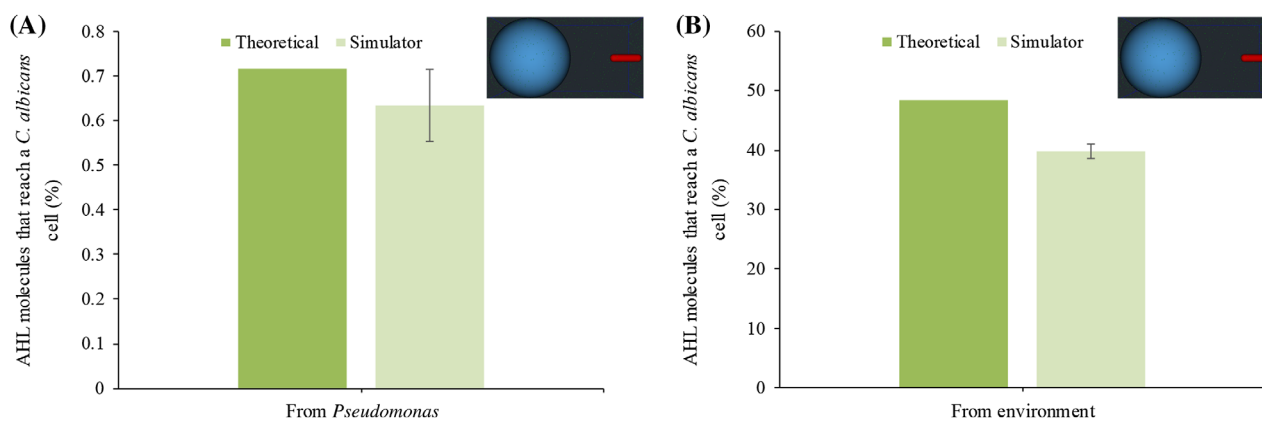 (A)
AHL molecules that reach a C. albicans
cell (%)
0.8
0.7
0.6
0.5
0.4
0.3
0.2
0.1
0
Theoretical Simulator
From Pseudomonas
(B)
AHL molecules that reach a C. albicans
cell (%)
60
50
40
30
20
10
0
Theoretical Simulator
From environment